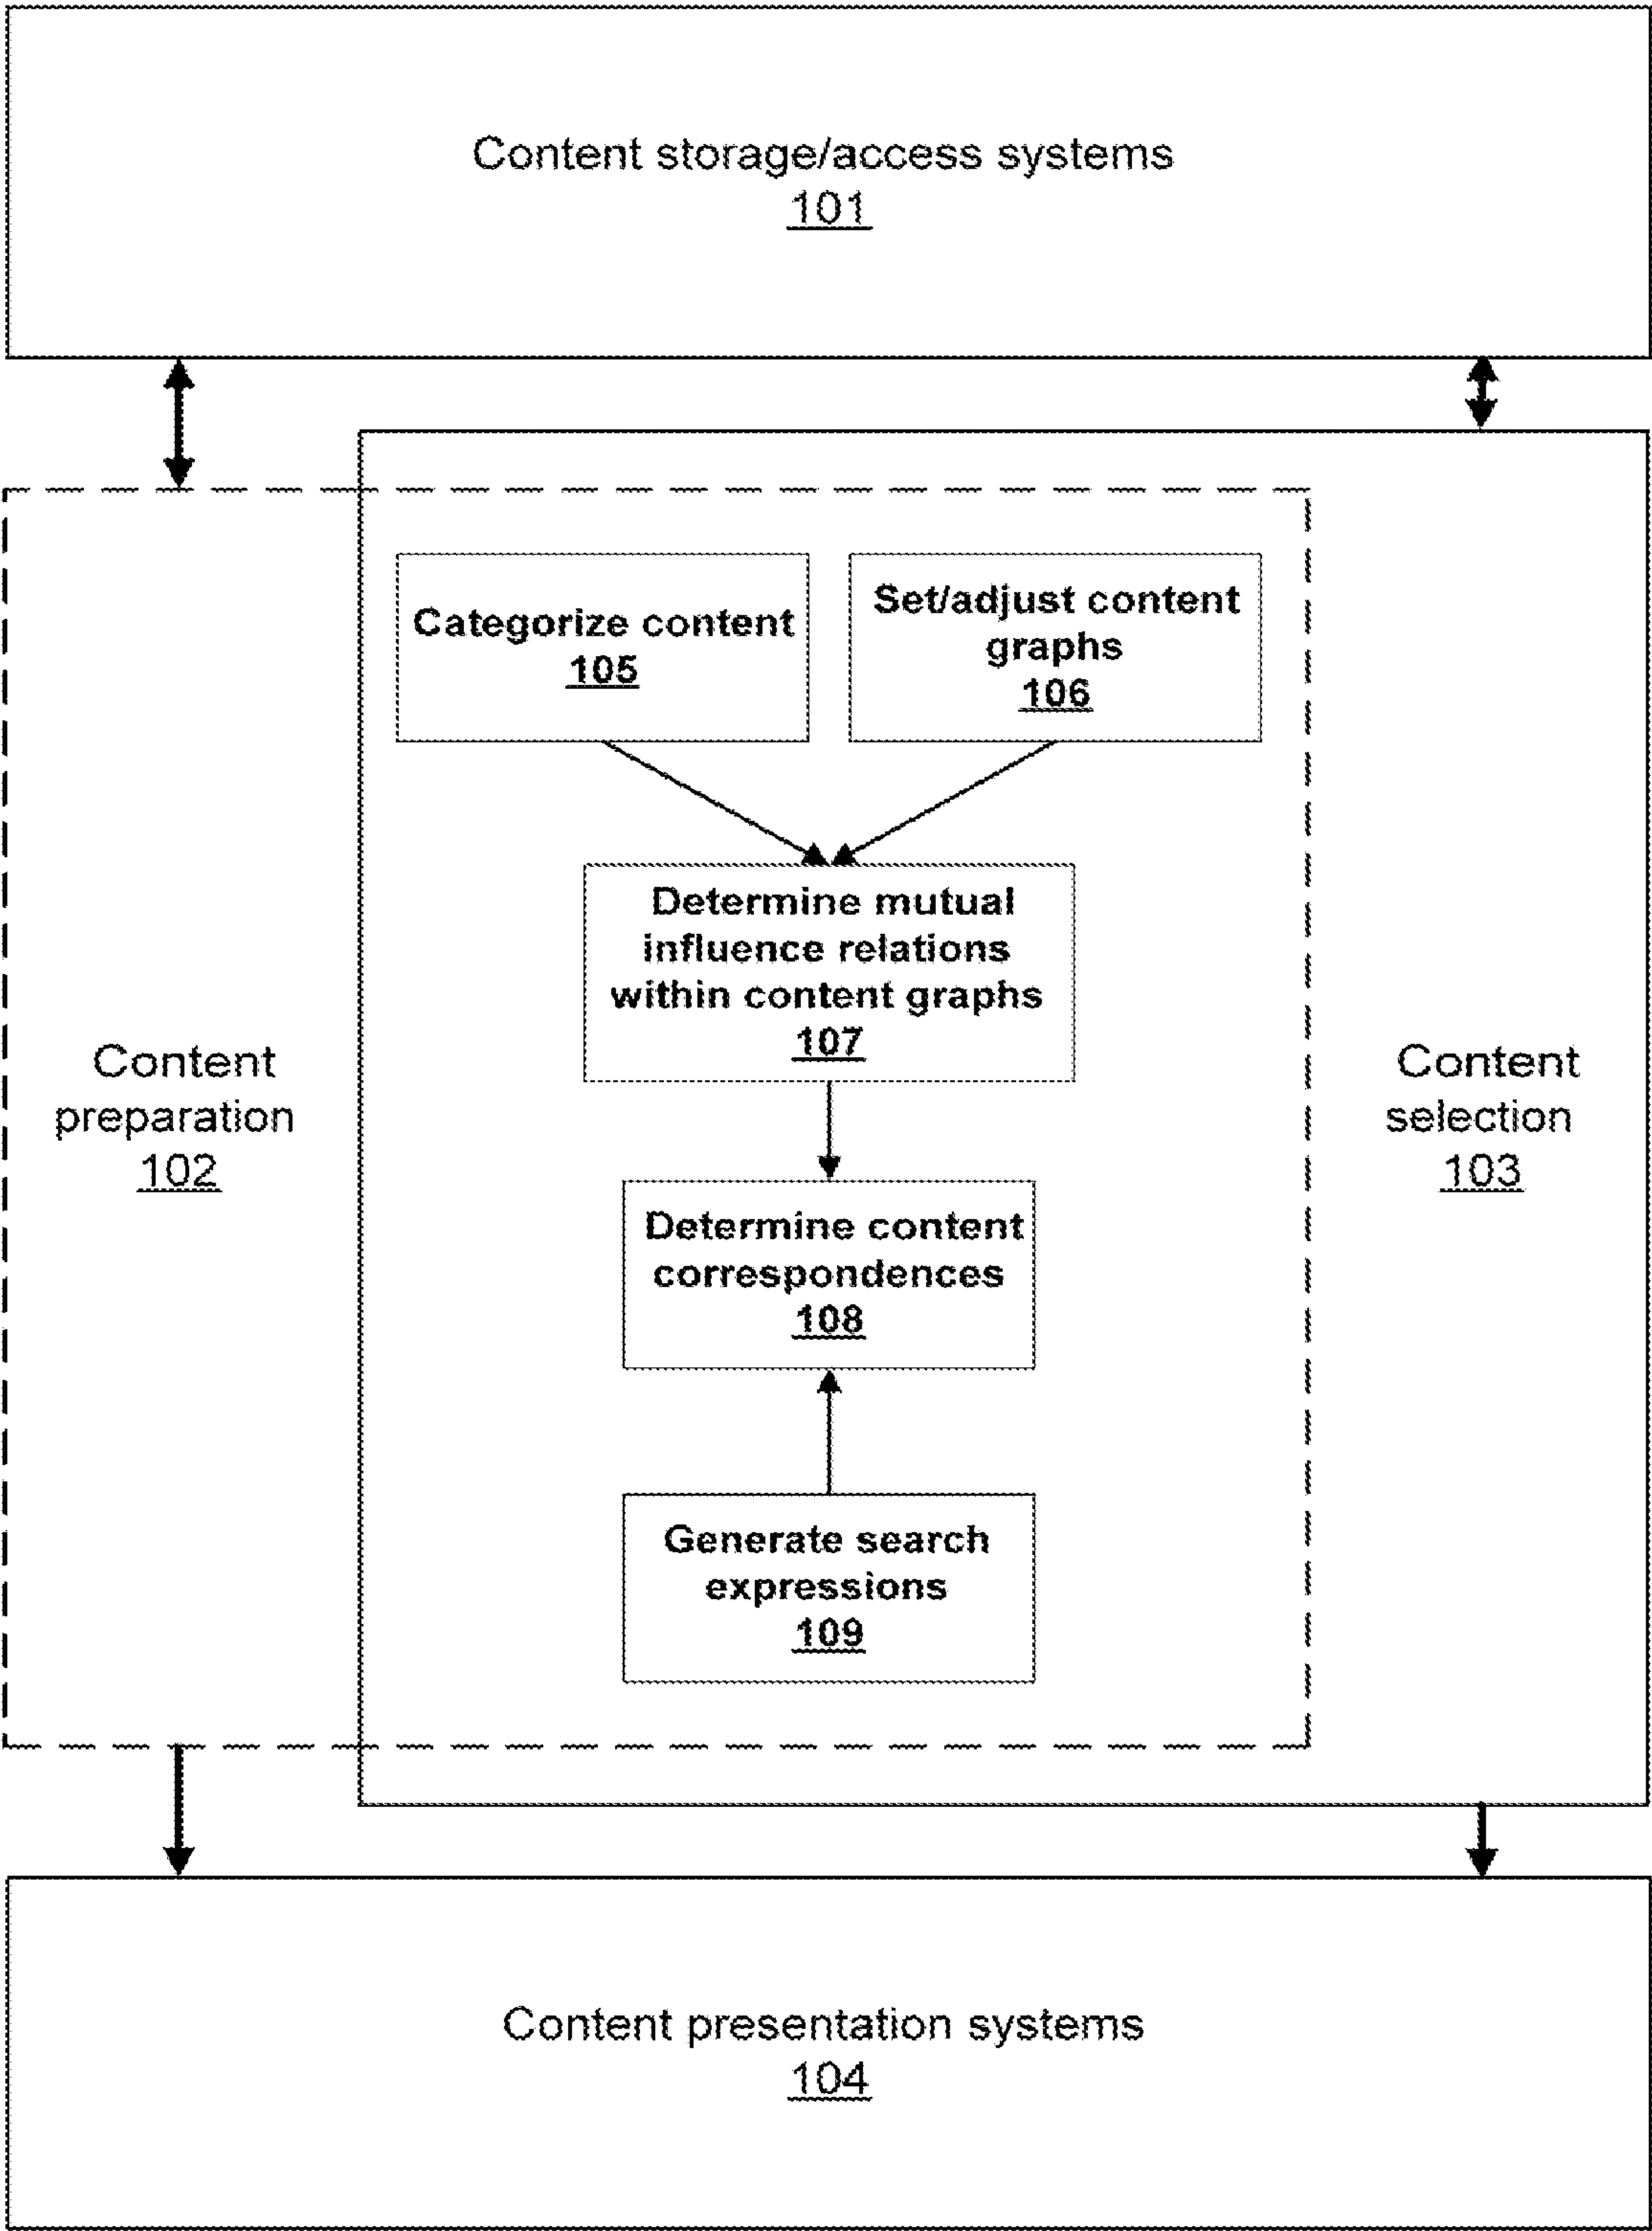 Content storage/access systems
101
Categorize content
105
Set/adjust content
graphs
106
Determine mutual
influence relations
within content graphs
107
Content
preparation
102
Content
selection
103
Determine content
correspondences
108
Generate search
expressions
109
Content presentation systems
104